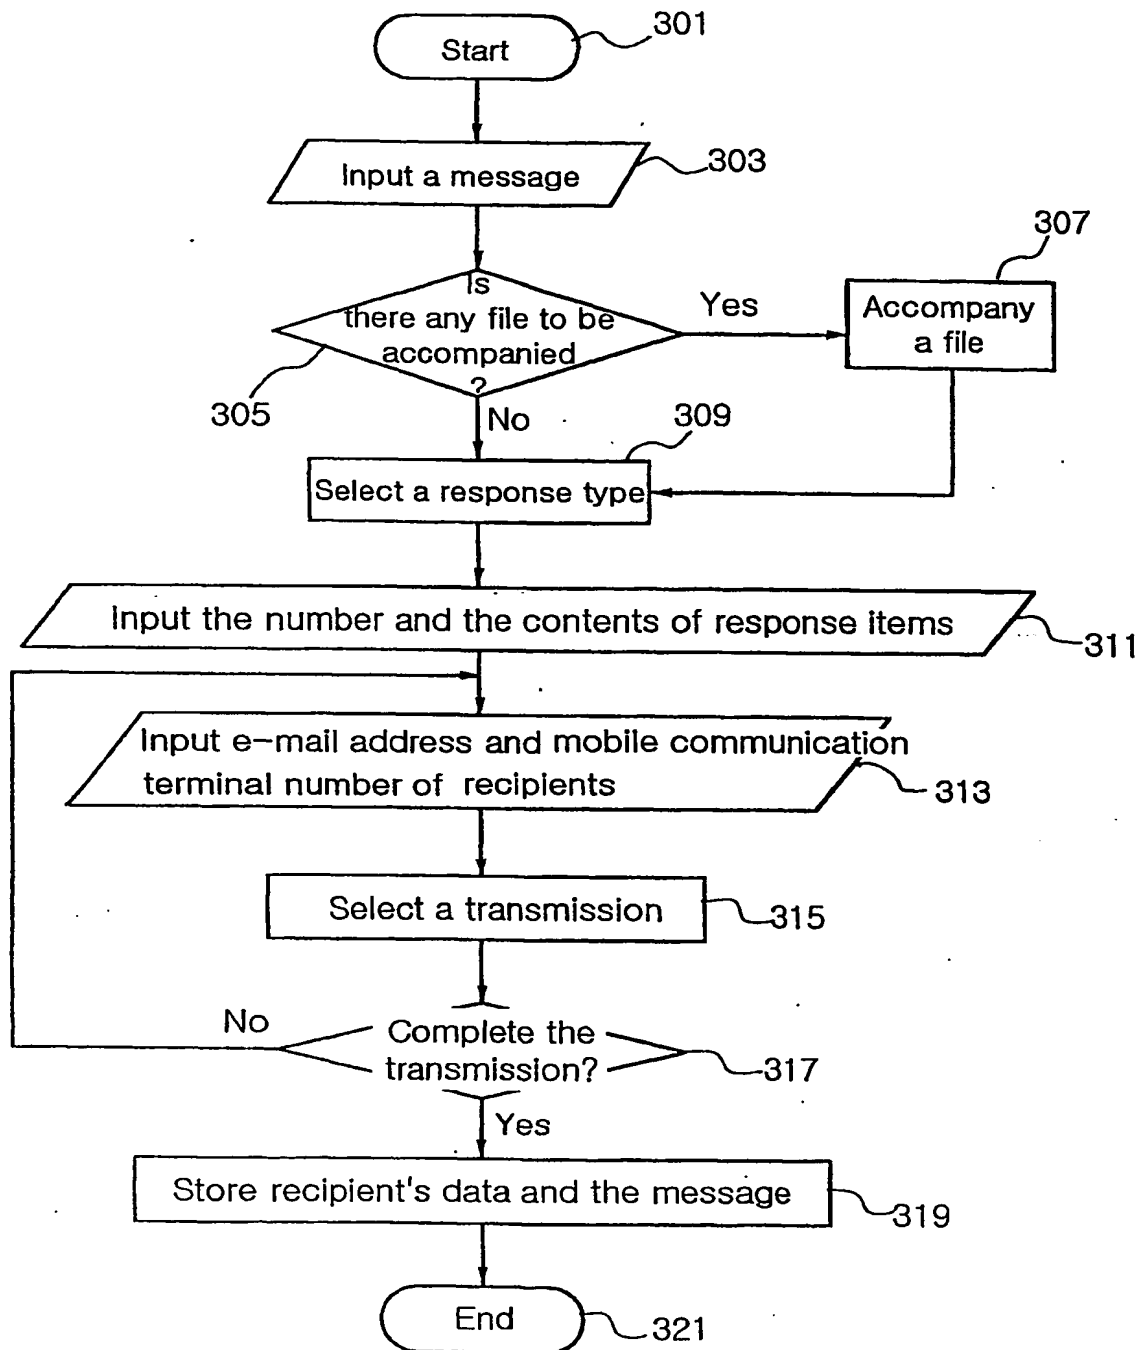 Start
301
Input a message
303
Is
there any file to be
accompanied
?
305
Yes
307
Accompany
a file
No
309
Select a response type
Input the number and the contents of response items
311
Input e-mail address and mobile communication
terminal number of recipients
313
Select a transmission
315
No
Complete the
transmission?
317
Yes
Store recipient's data and the message
319
End
321